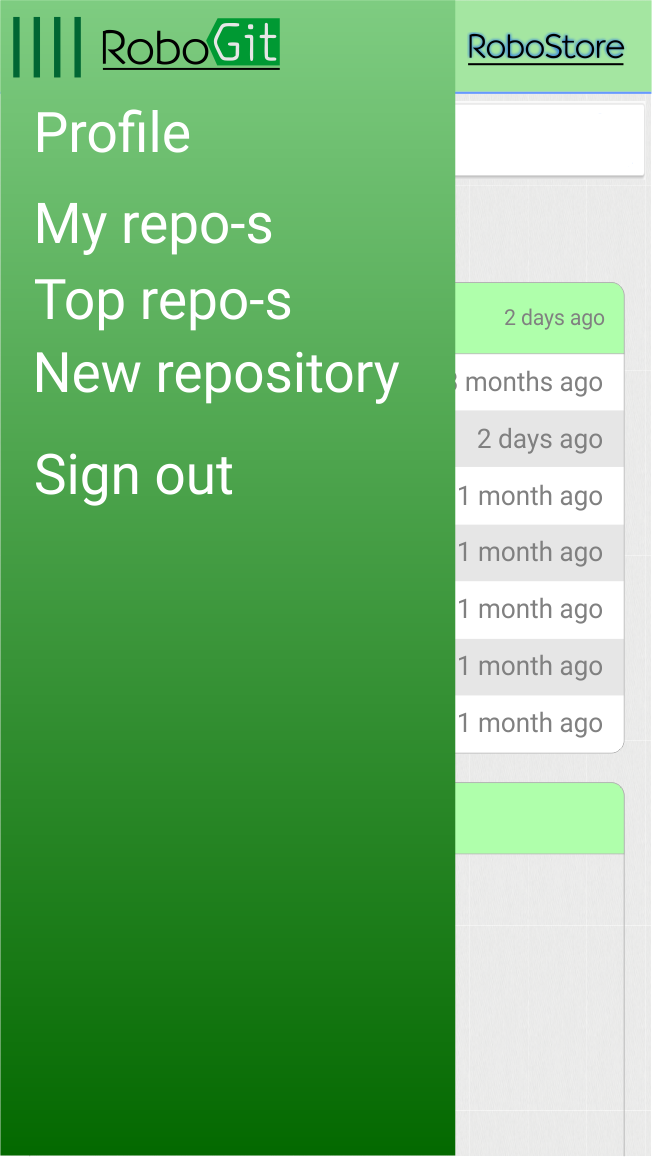 RoboGit
RoboStore
Profile
My repo-s
Top repo-s
New repository
Sign out
2 days ago
months ago
2 days ago
1 month ago
1 month ago
1 month ago
1 month ago
1 month ago